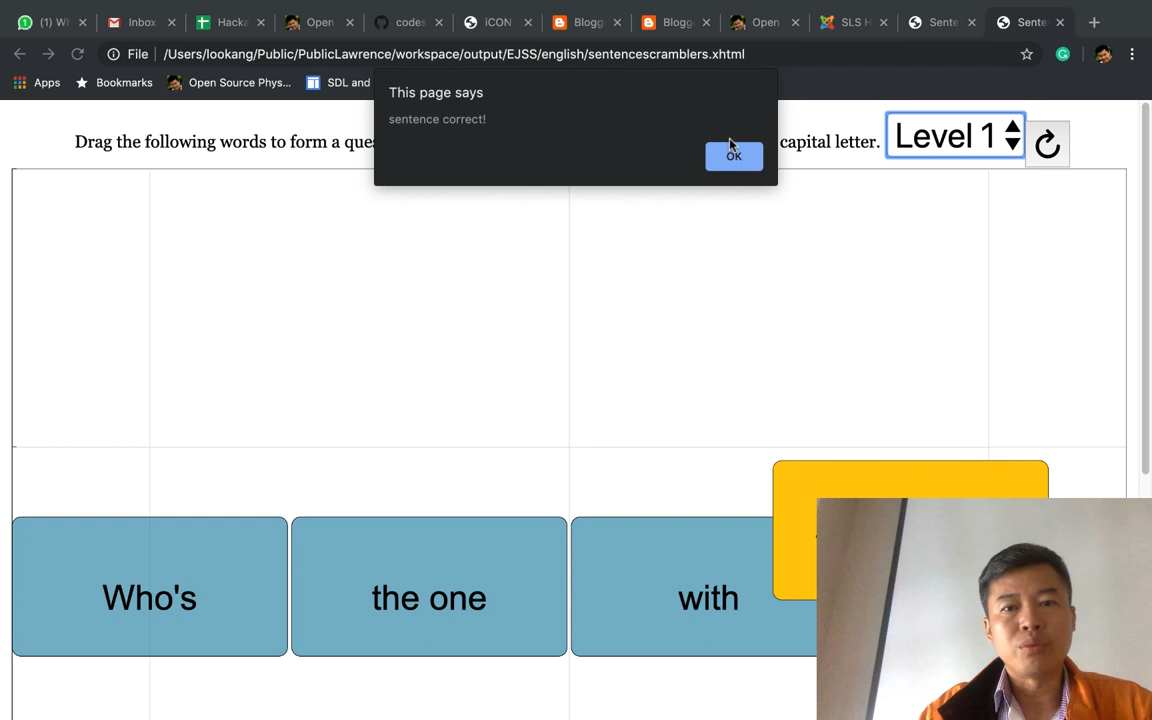 (1) WI
Inbox
Hacka
Open
codes
iCON
Blogg
Blogg
Open
SLS H
Sente
Sente
File
/Users/lookang/Public/PublicLawrence/workspace/output/EJSS/english/sentencescramblers.xhtml
Apps
Bookmarks
Open Source Phys...
SDL and
This page says
sentence correct!
OK
Drag the following words to form a ques
capital letter.
Level 1
Who's
the one
with